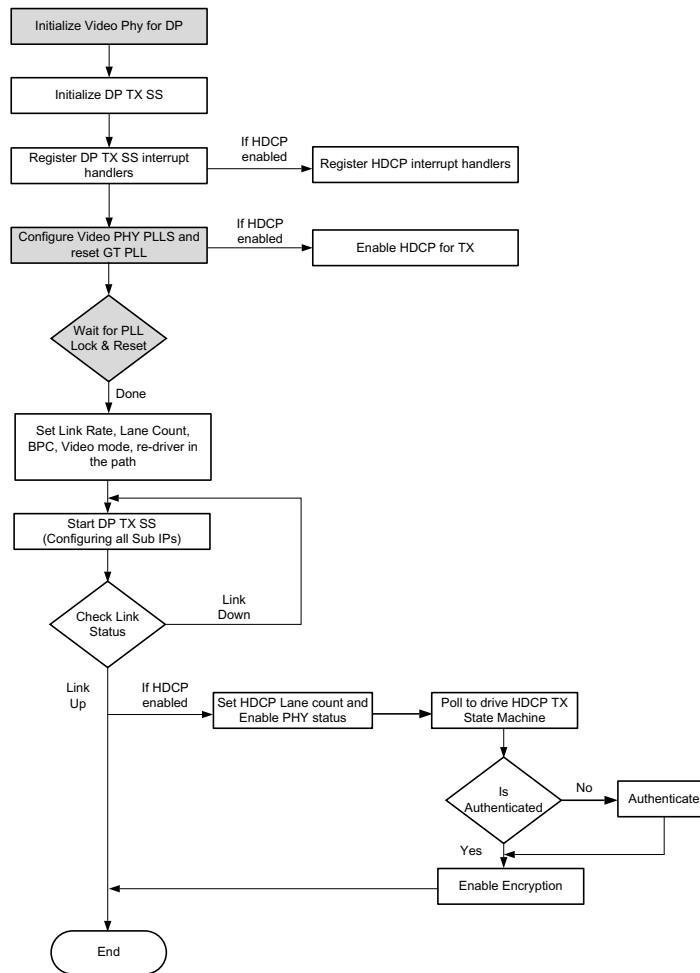 Initialize Video Phy for DP
Initialize DP TX SS
Register DP TX SS interrupt
handlers
If HDCP
enabled
Register HDCP interrupt handlers
Configure Video PHY PLLS and
reset GT PLL
If HDCP
enabled
Enable HDCP for TX
Wait for PLL
Lock & Reset
Done
Set Link Rate, Lane Count,
BPC, Video mode, re-driver in
the path
Start DP TX SS
(Configuring all Sub IPs)
Check Link
Status
Link
Down
Link
Up
If HDCP
enabled
Set HDCP Lane count and
Enable PHY status
Poll to drive HDCP TX
State Machine
Is
Authenticated
No
Authenticate
Yes
Enable Encryption
End